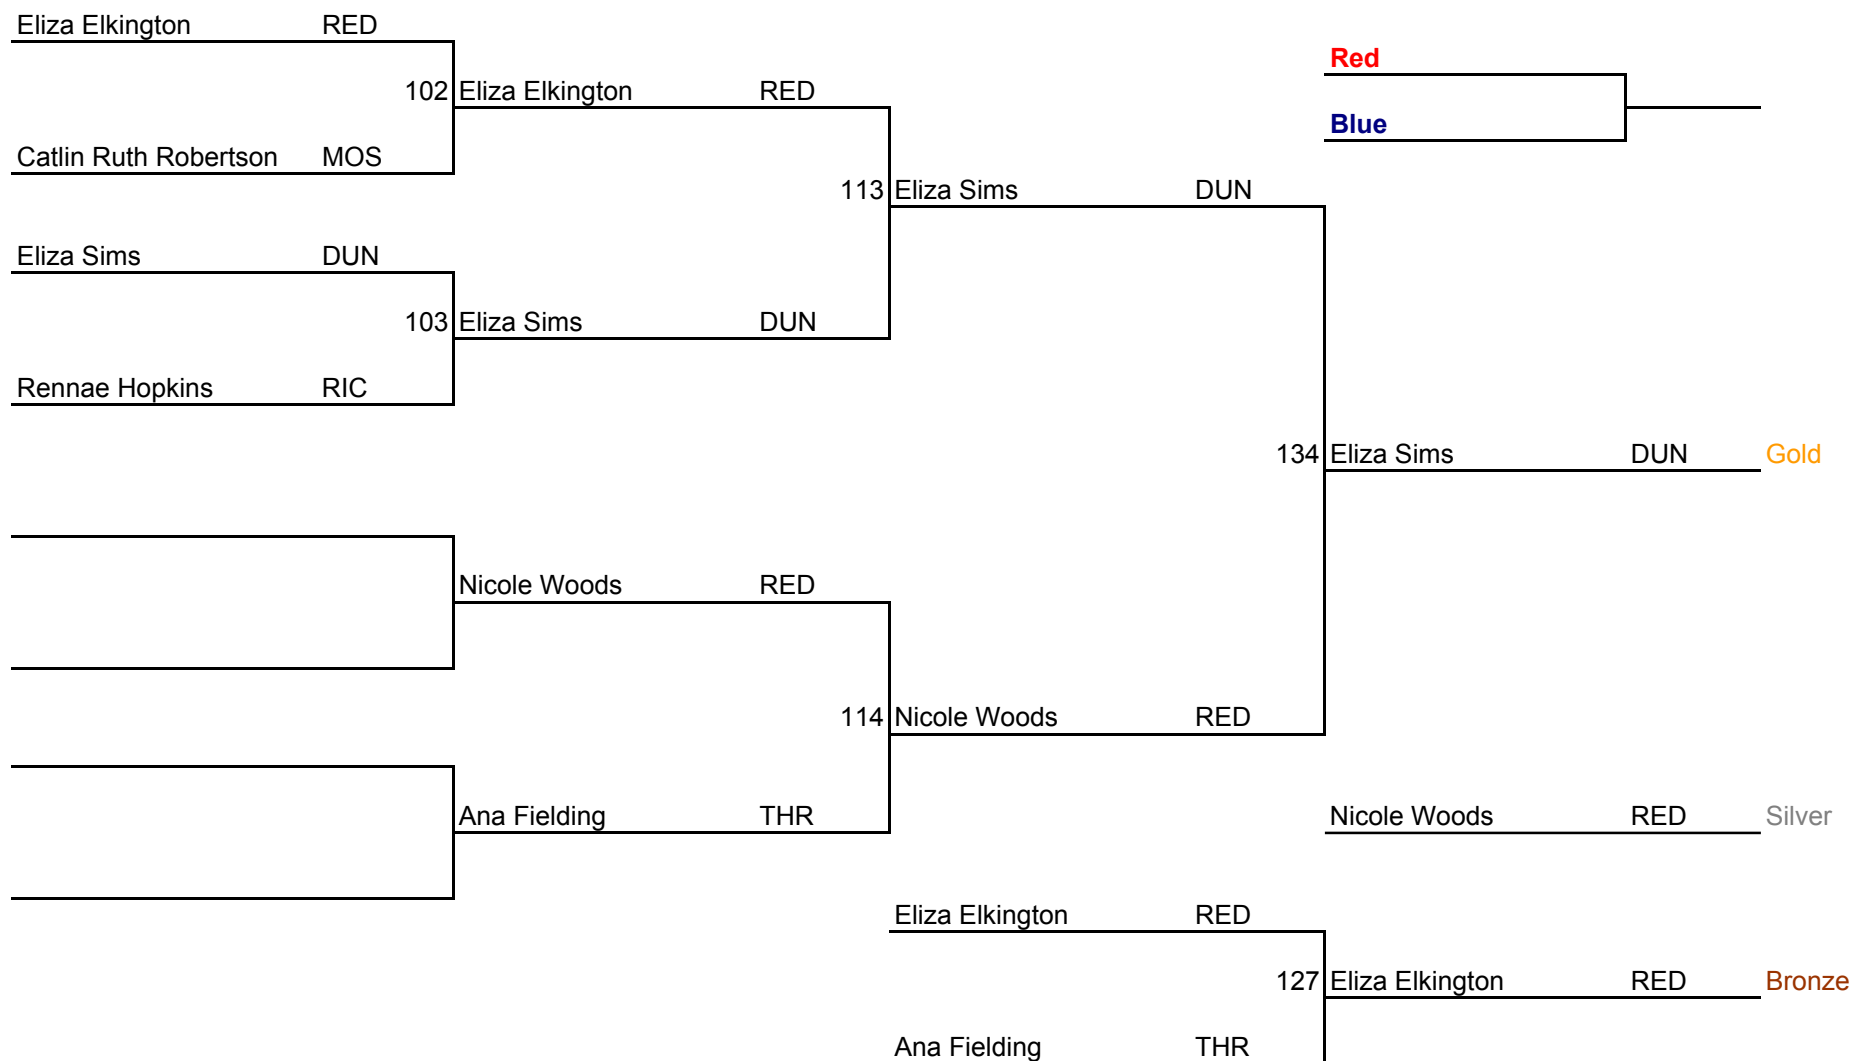 Eliza Elkington RED
Red
102 Eliza Elkington RED
Blue
Catlin Ruth Robertson MOS
113 Eliza Sims DUN
Eliza Sims DUN
103 Eliza Sims DUN
Rennae Hopkins RIC
134 Eliza Sims DUN Gold
Nicole Woods RED
114 Nicole Woods RED
Ana Fielding THR
Nicole Woods RED Silver
Eliza Elkington RED
127 Eliza Elkington RED Bronze
Ana Fielding THR